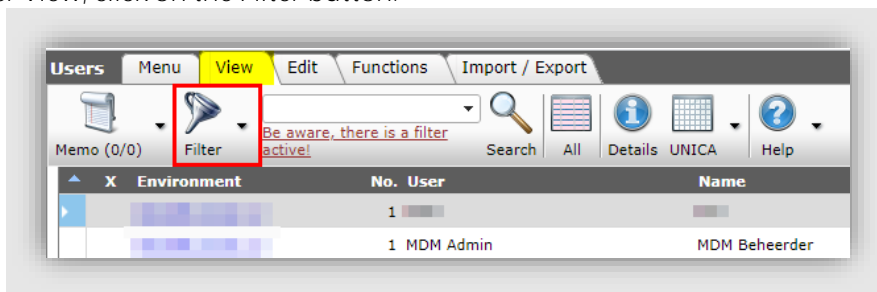 er view, click on the Filter button.
Users Menu View Edit Functions Import / Export
Be aware, there is a filter
active!
Memo (0/0) Filter Search All Details UNICA Help
X Environment No. User Name
1
1 MDM Admin MDM Beheerder